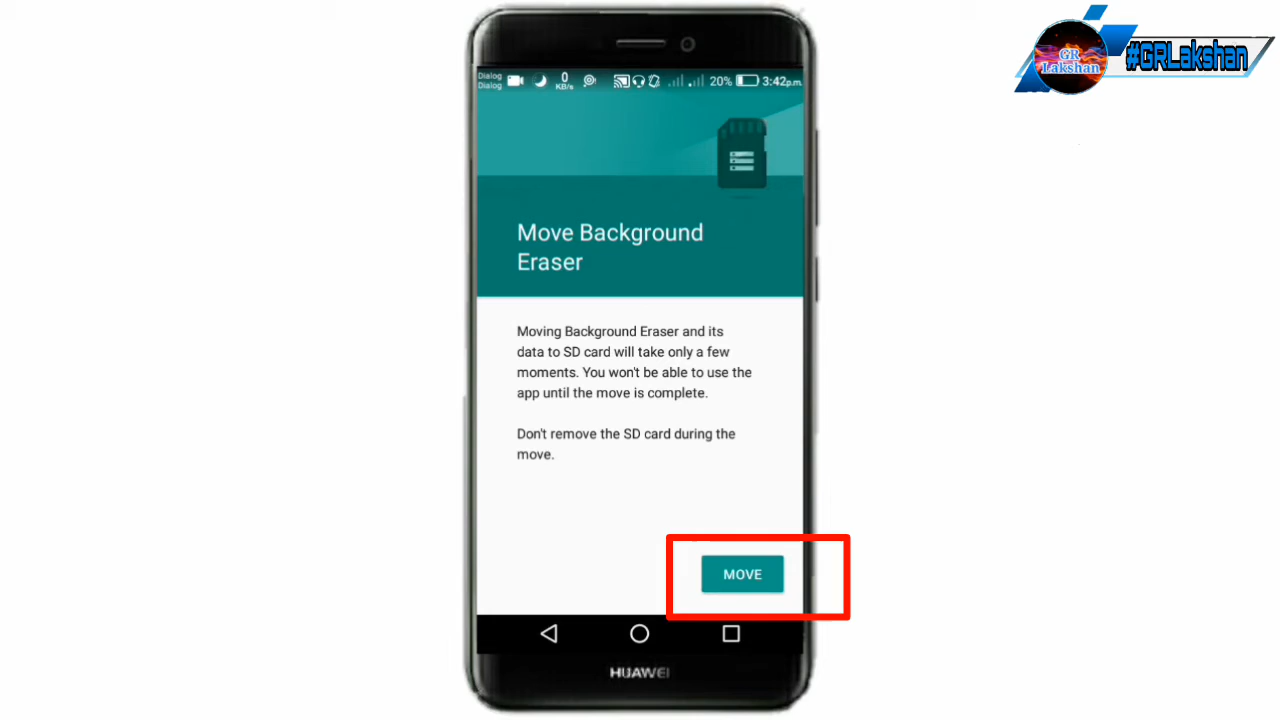 GR
Lakshan
#GRLakshan
Dialog
Dialog
0
KB/s
20%
3:42p.m.
Move Background
Eraser
Moving Background Eraser and its
data to SD card will take only a few
moments. You won't be able to use the
app until the move is complete.
Don't remove the SD card during the
move.
MOVE
HUAWEI